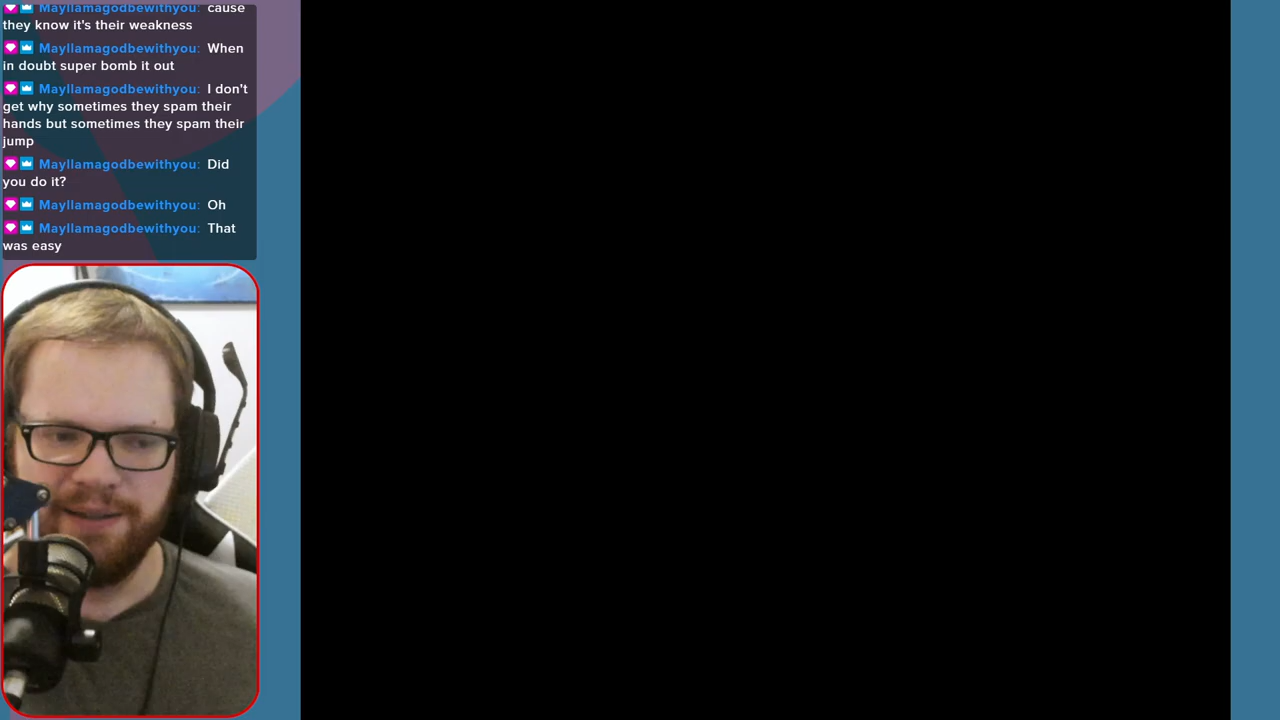 Mayllamagodbewithyou: cause
they know it's their weakness
Mayllamagodbewithyou: When
in doubt super bomb it out
Mayllamagodbewithyou: I don't
get why sometimes they spam their
hands but sometimes they spam their
jump
Mayllamagodbewithyou: Did
you do it?
Mayllamagodbewithyou: Oh
Mayllamagodbewithyou: That
was easy